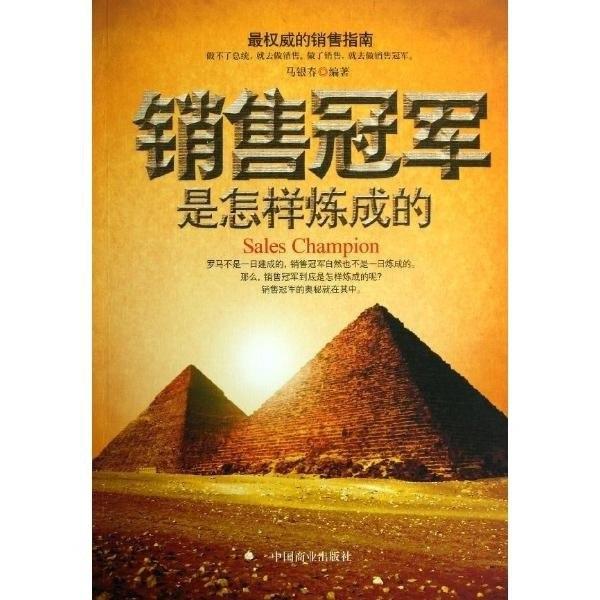 最权威的销售指南
做不了总统，就去做销售。做了销售，就去做销售冠军。
马银春◎编著
销售冠军
是怎样炼成的
Sales Champion
罗马不是一日建成的，销售冠军自然也不是一日炼成的。
那么，销售冠军到底是怎样炼成的呢？
销售冠军的奥秘就在其中。
中国商业出版社